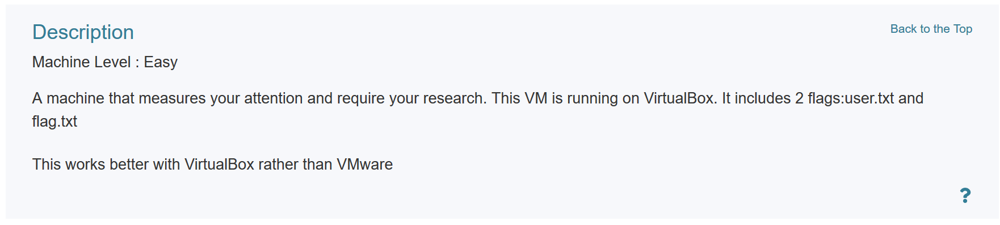 Description
Back to the Top
Machine Level : Easy
A machine that measures your attention and require your research. This VM is running on VirtualBox. It includes 2 flags:user.txt and
flag.txt
This works better with VirtualBox rather than VMware
?